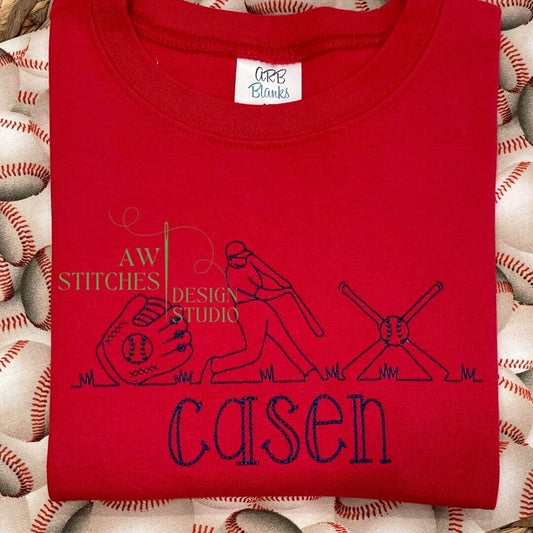 ARB
Blanks
AW
STITCHES
DESIGN
STUDIO
casen